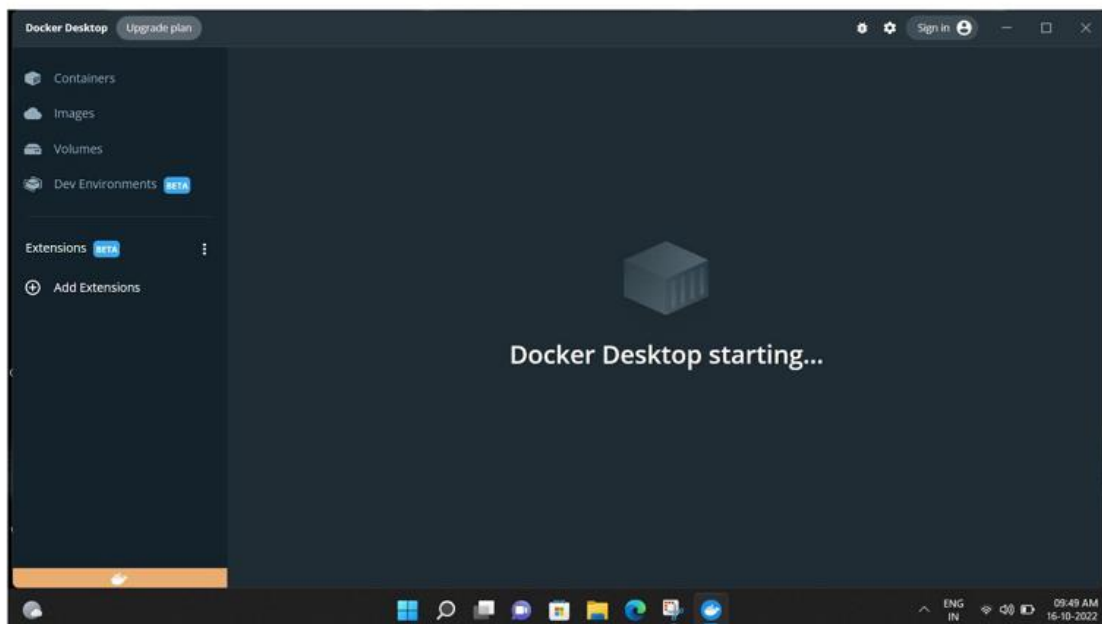 Docker Desktop Upgrade plan Sign in
Containers
Images
Volumes
Dev Environments BETA
Extensions BETA
Add Extensions
Docker Desktop starting...
ENG
IN
09:49 AM
16-10-2022